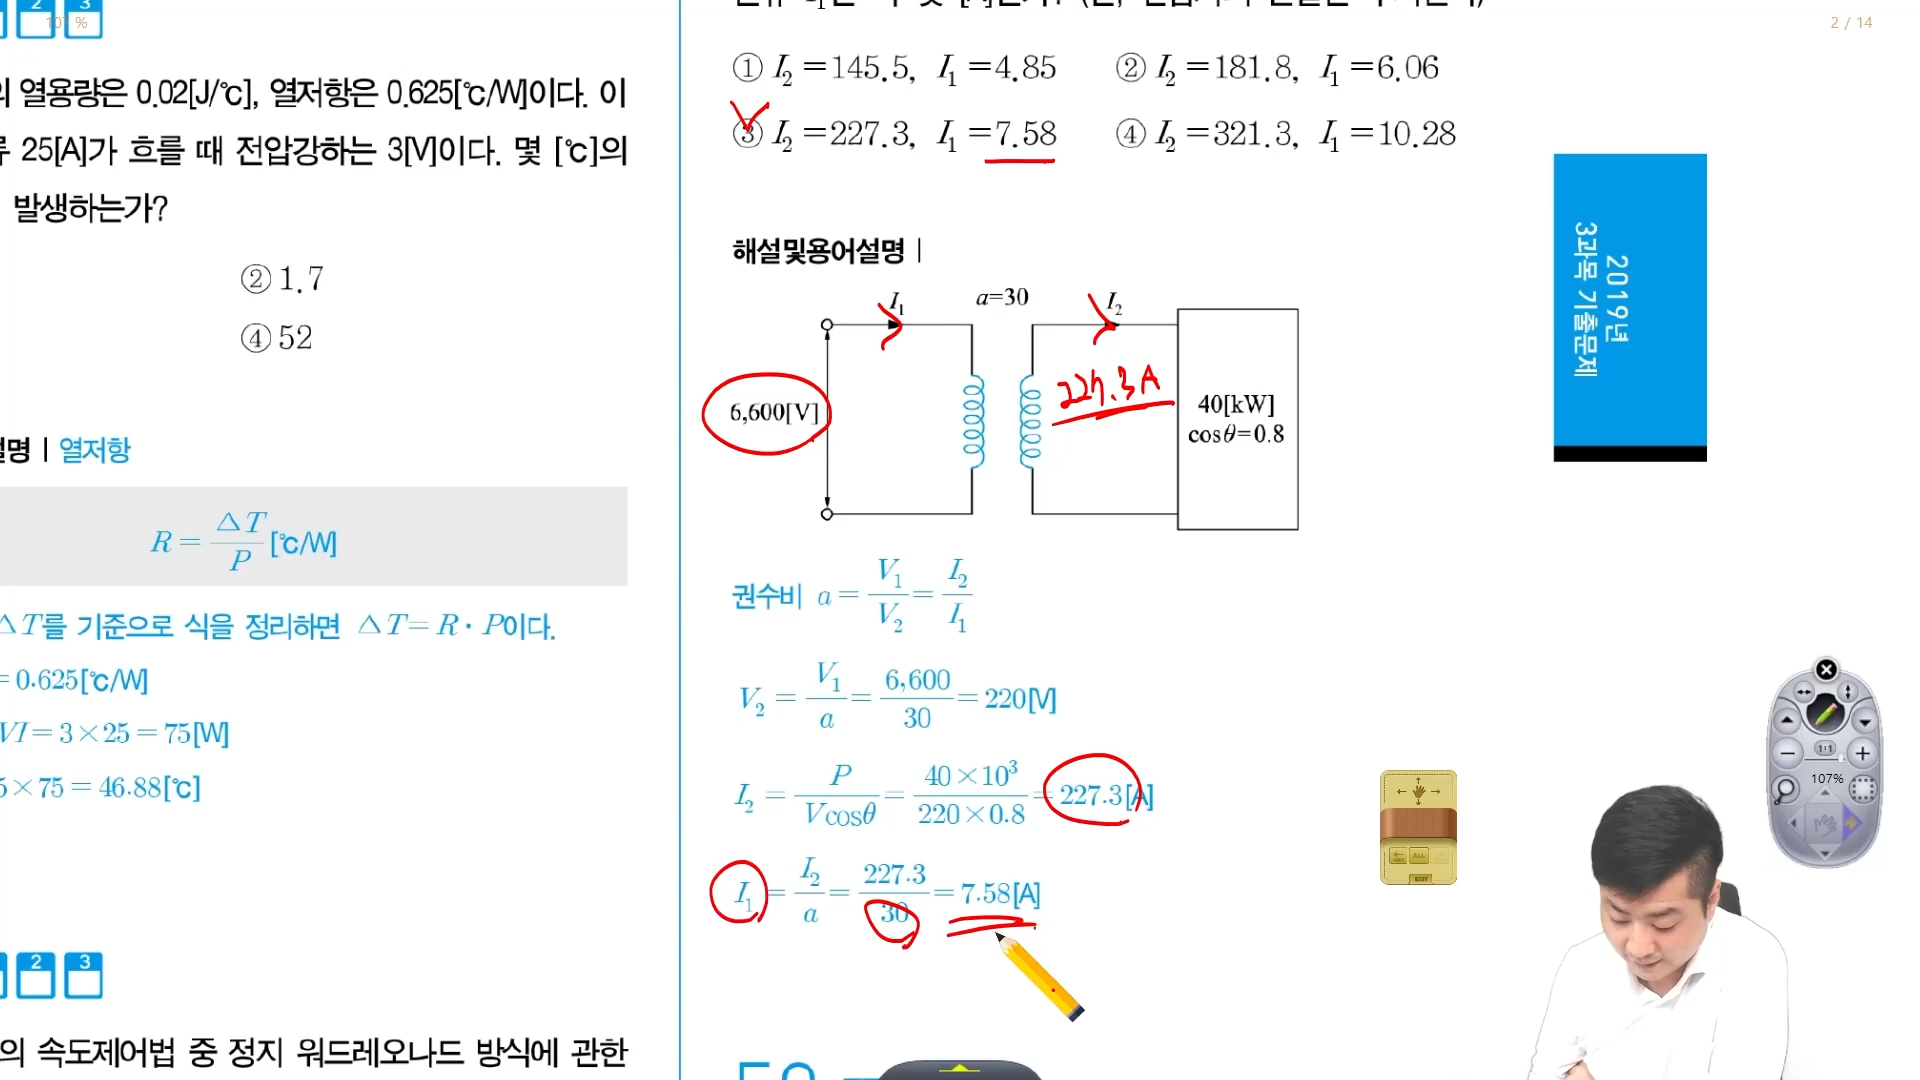 107 %
2 / 14
2 3
열용량은 0.02[J/℃], 열저항은 0.625[℃/W]이다. 이
25[A]가 흐를 때 전압강하는 3[V]이다. 몇 [℃]의
발생하는가?
② 1.7
④ 52
명 | 열저항
R = △T / P [℃/W]
△T를 기준으로 식을 정리하면 △T = R · P이다.
= 0.625[℃/W]
VI = 3 × 25 = 75[W]
5 × 75 = 46.88[℃]
2 3
의 속도제어법 중 정지 워드레오나드 방식에 관한
① I₂ = 145.5, I₁ = 4.85 ② I₂ = 181.8, I₁ = 6.06
③ I₂ = 227.3, I₁ = 7.58 ④ I₂ = 321.3, I₁ = 10.28
해설및용어설명 |
I₁ a=30 I₂
227.3A
6,600[V]
40[kW]
cosθ=0.8
권수비 a = V₁ / V₂ = I₂ / I₁
V₂ = V₁ / a = 6,600 / 30 = 220[V]
I₂ = P / Vcosθ = 40×10³ / 220×0.8 = 227.3[A]
I₁ = I₂ / a = 227.3 / 30 = 7.58[A]
2019년
3과목 기출문제
1:1
107%
ALL
EXIT